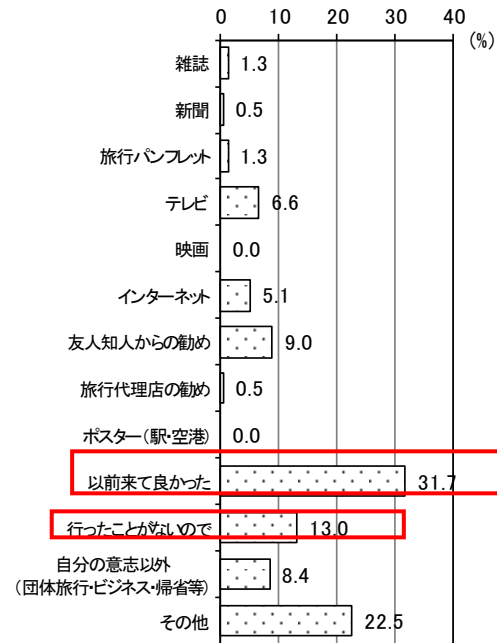 0 10 20 30 40
(%)
雑誌 1.3
新聞 0.5
旅行パンフレット 1.3
テレビ 6.6
映画 0.0
インターネット 5.1
友人知人からの勧め 9.0
旅行代理店の勧め 0.5
ポスター(駅・空港) 0.0
以前来て良かった 31.7
行ったことがないので 13.0
自分の意志以外
(団体旅行・ビジネス・帰省等) 8.4
その他 22.5